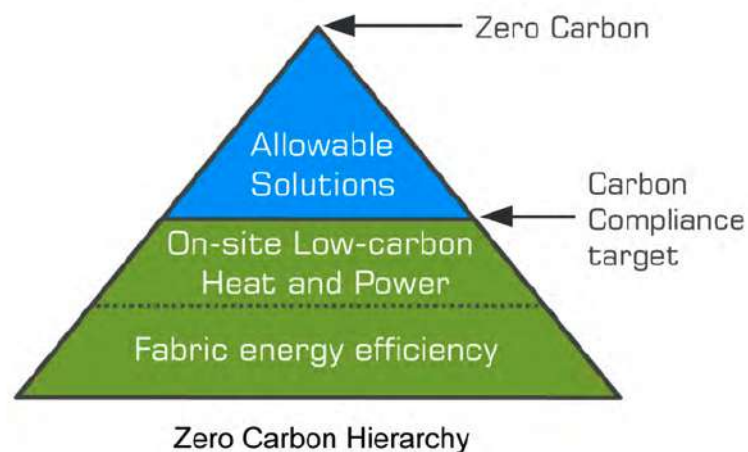 Zero Carbon
Allowable
Solutions
Carbon
Compliance
target
On-site Low-carbon
Heat and Power
Fabric energy efficiency
Zero Carbon Hierarchy